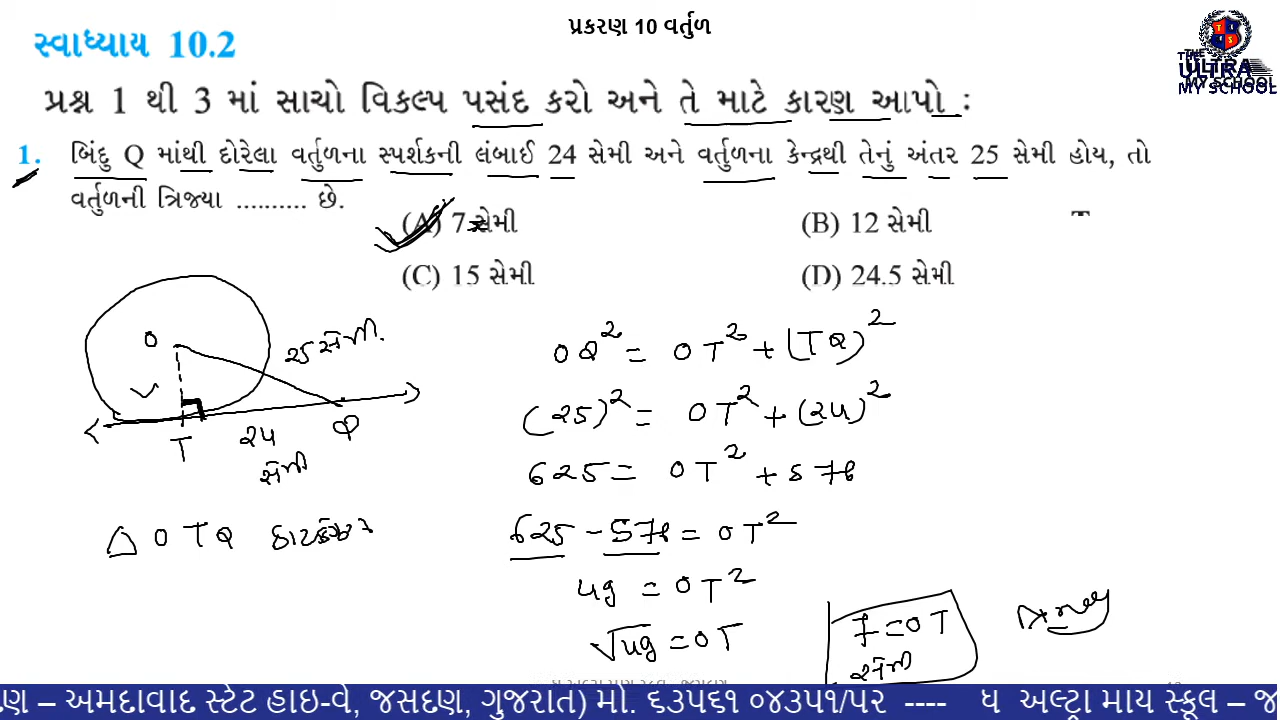 પ્રકરણ 10 વર્તુળ
સ્વાધ્યાય 10.2
THE ULTRA
MY SCHOOL
પ્રશ્ન 1 થી 3 માં સાચો વિકલ્પ પસંદ કરો અને તે માટે કારણ આપો :
1. બિંદુ Q માંથી દોરેલા વર્તુળના સ્પર્શકની લંબાઈ 24 સેમી અને વર્તુળના કેન્દ્રથી તેનું અંતર 25 સેમી હોય, તો
વર્તુળની ત્રિજ્યા .......... છે.
(A) 7 સેમી (B) 12 સેમી
(C) 15 સેમી (D) 24.5 સેમી
O
25 સેમી.
T
24
સેમી
Q
△ OTQ
OQ² = OT² + (TQ)²
(25)² = OT² + (24)²
625 = OT² + 576
625 - 576 = OT²
49 = OT²
√49 = OT
7 = OT
સેમી
ણ – અમદાવાદ સ્ટેટ હાઇ-વે, જસદણ, ગુજરાત) મો. ૬૩૫૬૧ ૦૪૩૫૧/૫૨ ---- ધ અલ્ટ્રા માય સ્કૂલ – જ